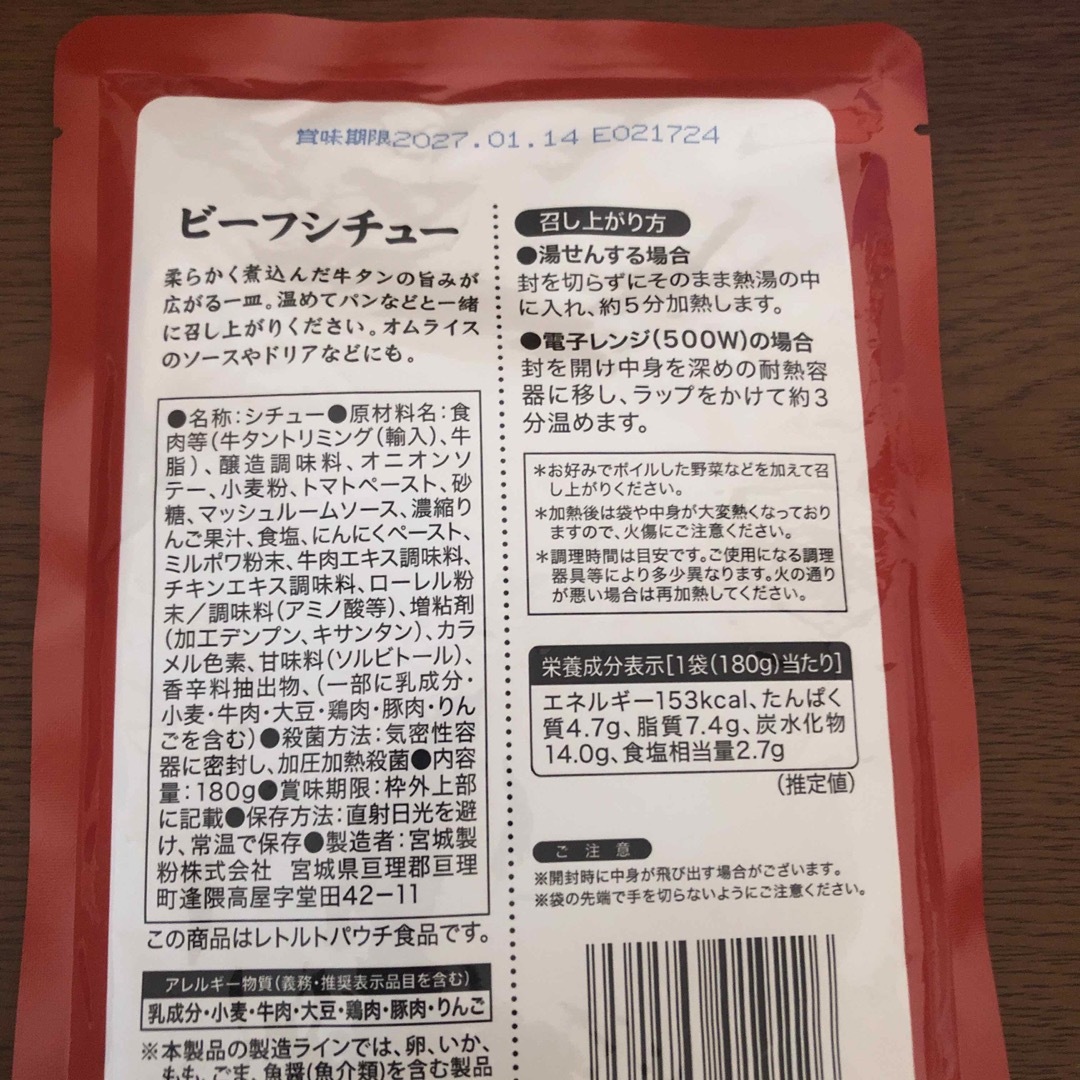 賞味期限2027.01.14 E021724
ビーフシチュー
柔らかく煮込んだ牛タンの旨みが
広がる一皿。温めてパンなどと一緒
に召し上がりください。オムライス
のソースやドリアなどにも。
●名称:シチュー●原材料名:食
肉等(牛タントリミング(輸入)、牛
脂)、醸造調味料、オニオンソ
テー、小麦粉、トマトペースト、砂
糖、マッシュルームソース、濃縮り
んご果汁、食塩、にんにくペースト、
ミルポワ粉末、牛肉エキス調味料、
チキンエキス調味料、ローレル粉
末/調味料(アミノ酸等)、増粘剤
(加工デンプン、キサンタン)、カラ
メル色素、甘味料(ソルビトール)、
香辛料抽出物、(一部に乳成分・
小麦・牛肉・大豆・鶏肉・豚肉・りん
ごを含む)●殺菌方法:気密性容
器に密封し、加圧加熱殺菌●内容
量:180g●賞味期限:枠外上部
に記載●保存方法:直射日光を避
け、常温で保存●製造者:宮城製
粉株式会社 宮城県亘理郡亘理
町逢隈高屋字堂田42-11
この商品はレトルトパウチ食品です。
アレルギー物質(義務・推奨表示品目を含む)
乳成分・小麦・牛肉・大豆・鶏肉・豚肉・りんご
※本製品の製造ラインでは、卵、いか、
もも、ごま、魚醤(魚介類)を含む製品
召し上がり方
●湯せんする場合
封を切らずにそのまま熱湯の中
に入れ、約5分加熱します。
●電子レンジ(500W)の場合
封を開け中身を深めの耐熱容
器に移し、ラップをかけて約3
分温めます。
*お好みでボイルした野菜などを加えて召
し上がりください。
*加熱後は袋や中身が大変熱くなっており
ますので、火傷にご注意ください。
*調理時間は目安です。ご使用になる調理
器具等により多少異なります。火の通り
が悪い場合は再加熱してください。
栄養成分表示[1袋(180g)当たり]
エネルギー153kcal、たんぱく
質4.7g、脂質7.4g、炭水化物
14.0g、食塩相当量2.7g
(推定値)
ご注意
※開封時に中身が飛び出す場合がございます。
※袋の先端で手を切らないようにご注意ください。